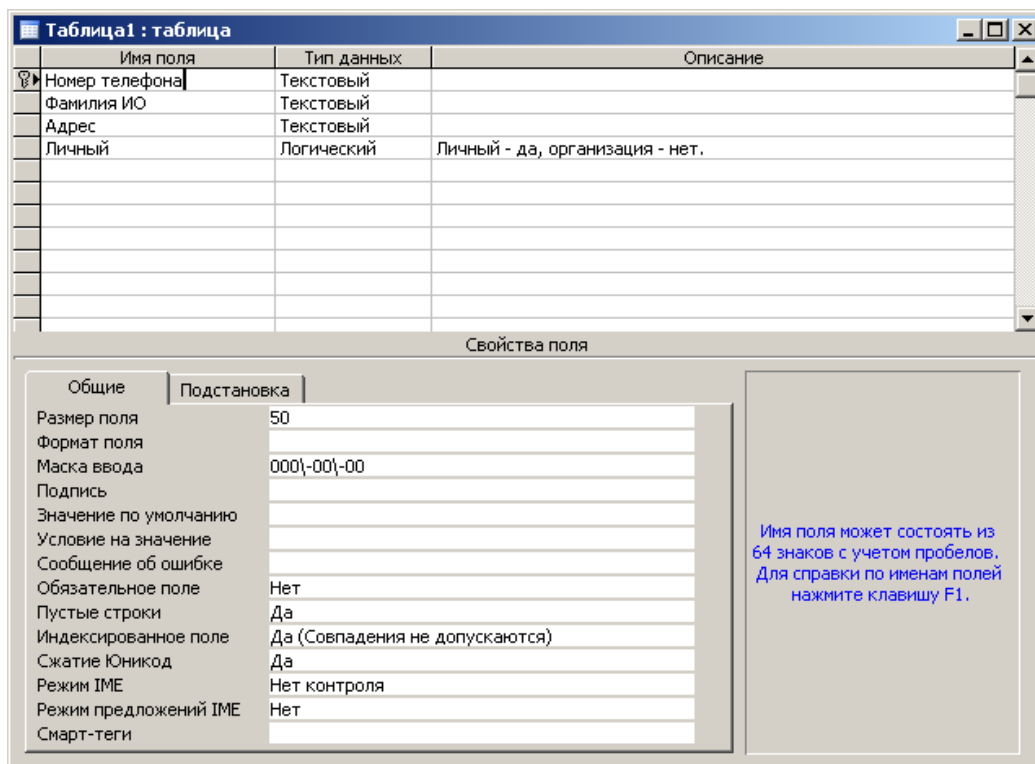 Таблица1 : таблица
Имя поля Тип данных Описание
Номер телефона Текстовый
Фамилия ИО Текстовый
Адрес Текстовый
Личный Логический Личный - да, организация - нет.
Свойства поля
Общие Подстановка
Размер поля 50
Формат поля
Маска ввода 000\-00\-00
Подпись
Значение по умолчанию
Условие на значение
Сообщение об ошибке
Обязательное поле Нет
Пустые строки Да
Индексированное поле Да (Совпадения не допускаются)
Сжатие Юникод Да
Режим IME Нет контроля
Режим предложений IME Нет
Смарт-теги
Имя поля может состоять из
64 знаков с учетом пробелов.
Для справки по именам полей
нажмите клавишу F1.